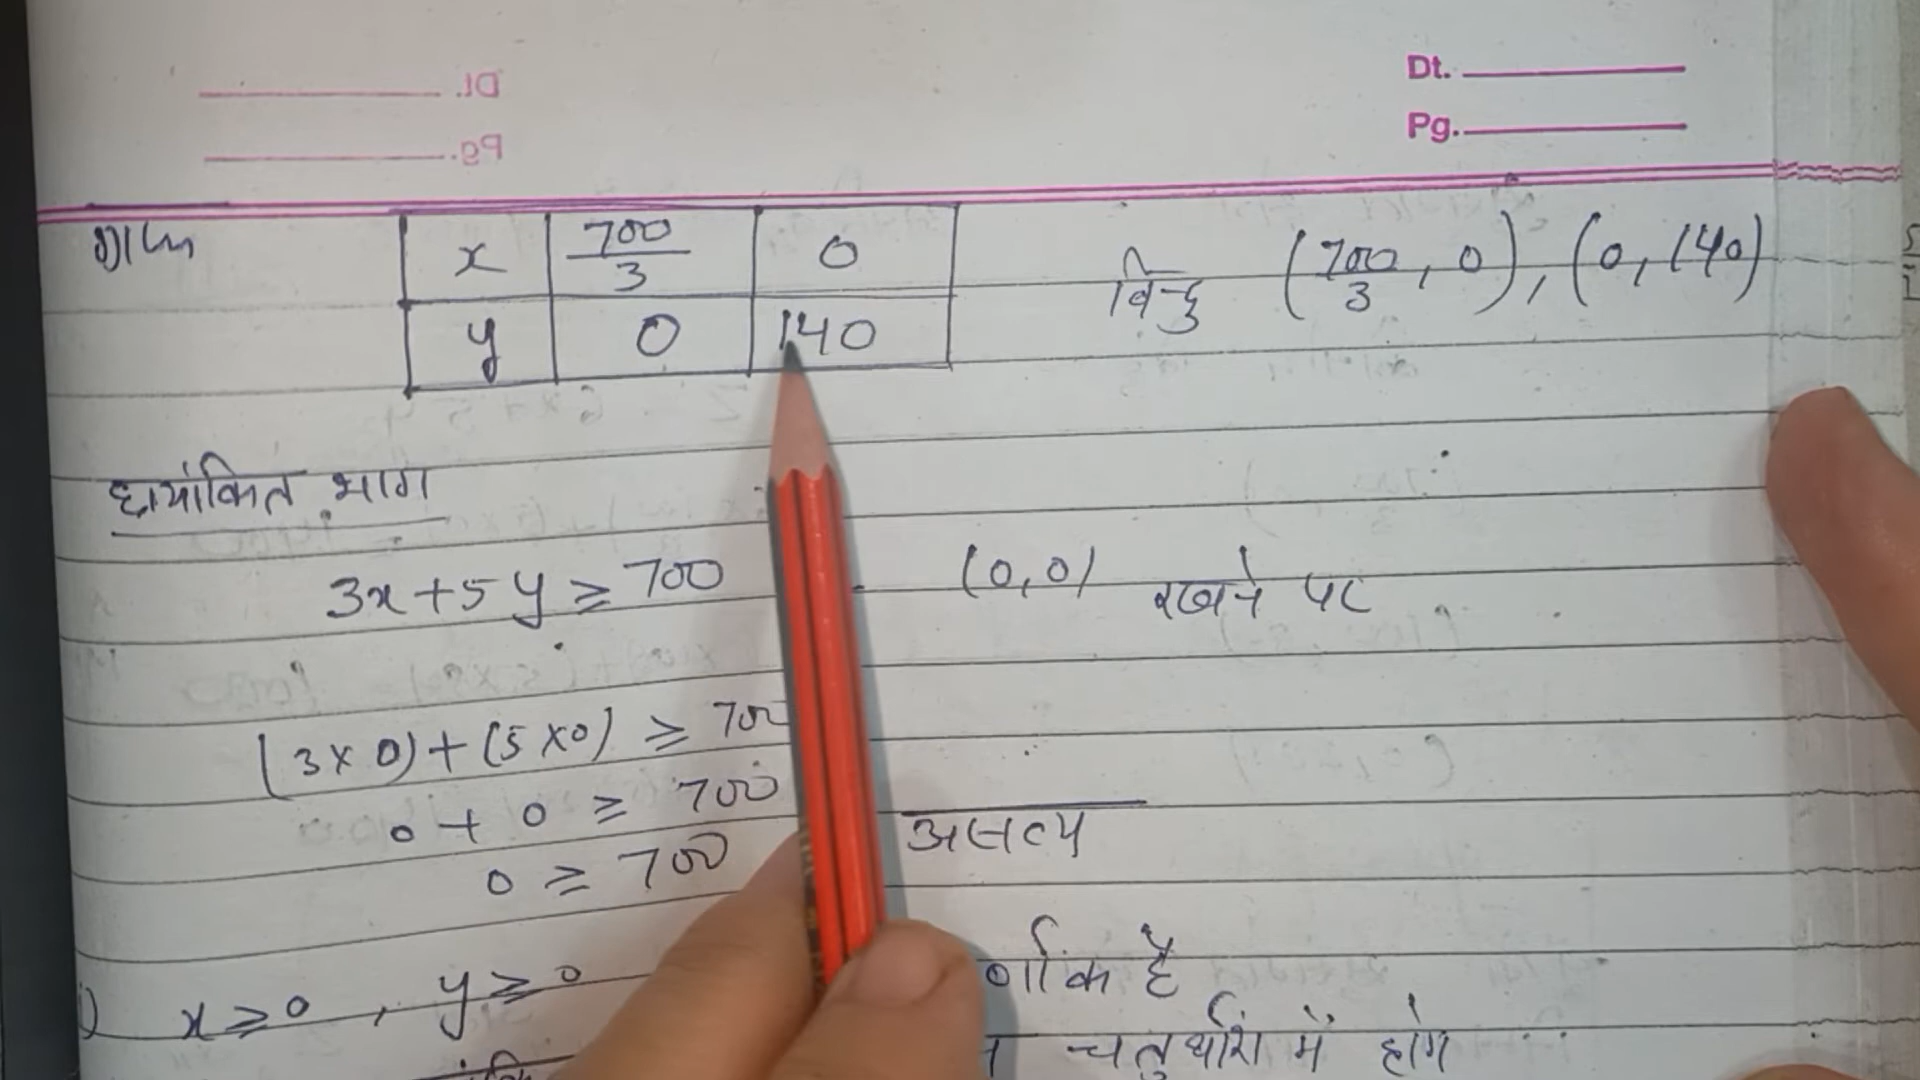 Dt.
Pg.
x 700/3 0 बिन्दु (700/3, 0), (0, 140)
y 0 140
छायांकित भाग
3x+5y ≥ 700 (0,0) रखने पर
(3×0)+(5×0) ≥ 700
0 + 0 ≥ 700
0 ≥ 700 असत्य
x ≥ 0 , y ≥ 0 है
चतुर्थांश में होगा